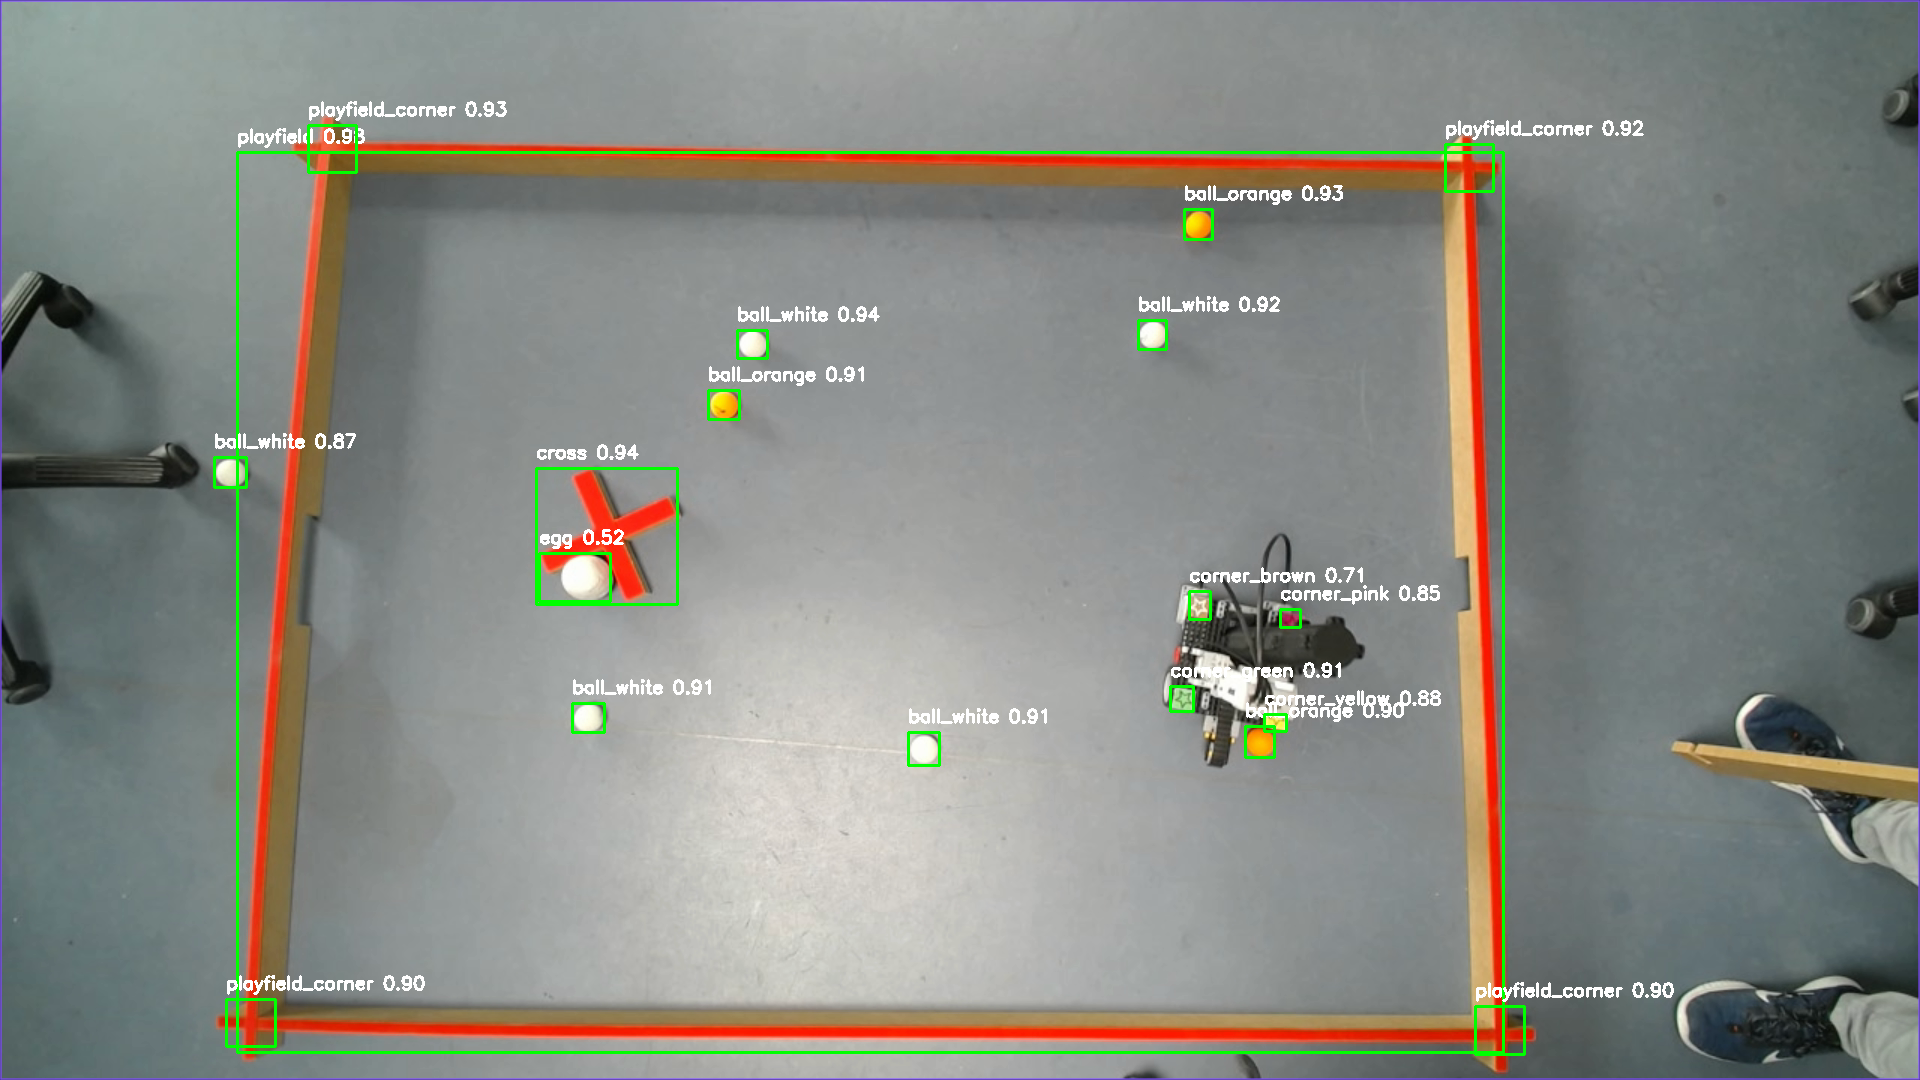 playfield_corner 0.93
playfield 0.93
playfield_corner 0.92
ball_orange 0.93
ball_white 0.94
ball_white 0.92
ball_orange 0.91
ball_white 0.87
cross 0.94
egg 0.52
corner_brown 0.71
corner_pink 0.85
corner_green 0.91
ball_white 0.91
corner_yellow 0.88
ball_orange 0.90
ball_white 0.91
playfield_corner 0.90
playfield_corner 0.90